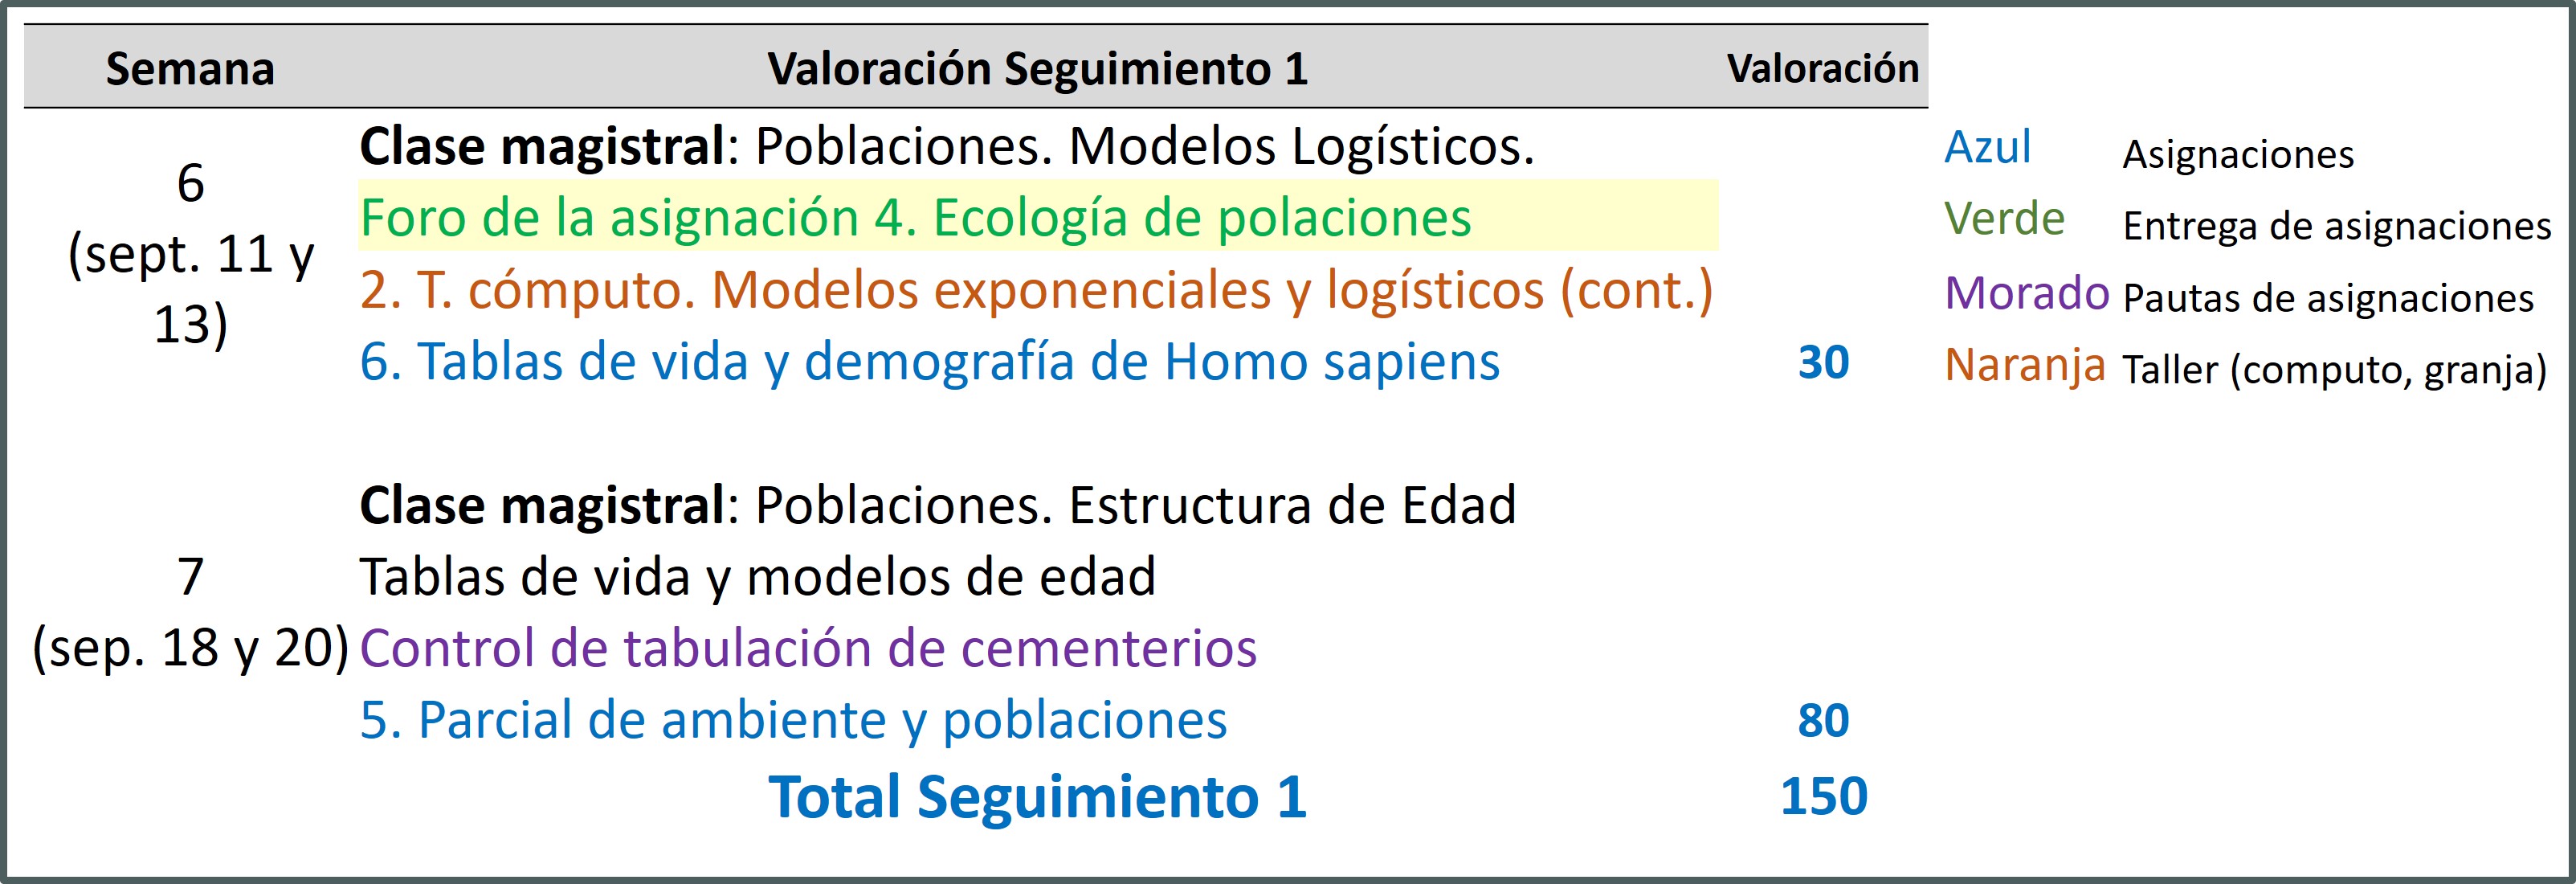 Semana Valoración Seguimiento 1 Valoración
6
(sept. 11 y
13)
Clase magistral: Poblaciones. Modelos Logísticos.
Foro de la asignación 4. Ecología de polaciones
2. T. cómputo. Modelos exponenciales y logísticos (cont.)
6. Tablas de vida y demografía de Homo sapiens 30
7
(sep. 18 y 20)
Clase magistral: Poblaciones. Estructura de Edad
Tablas de vida y modelos de edad
Control de tabulación de cementerios
5. Parcial de ambiente y poblaciones 80
Total Seguimiento 1 150
Azul Asignaciones
Verde Entrega de asignaciones
Morado Pautas de asignaciones
Naranja Taller (computo, granja)